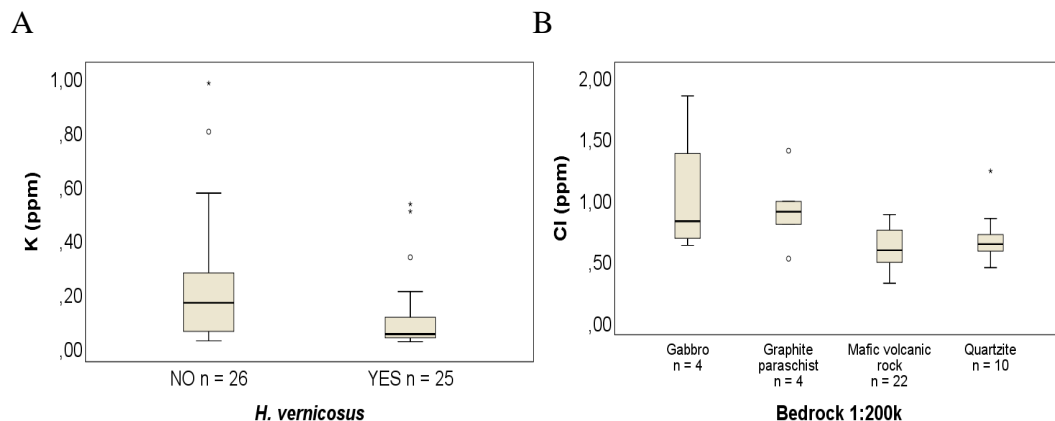 A
B
K (ppm)
1,00
,80
,60
,40
,20
,00
NO n = 26
YES n = 25
H. vernicosus
Cl (ppm)
2,00
1,50
1,00
,50
,00
Gabbro
n = 4
Graphite
paraschist
n = 4
Mafic volcanic
rock
n = 22
Quartzite
n = 10
Bedrock 1:200k